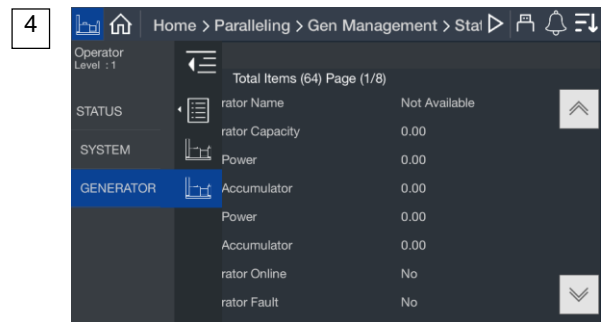 4
Home > Paralleling > Gen Management > Stat
Operator
Level : 1
Total Items (64) Page (1/8)
STATUS
SYSTEM
GENERATOR
rator Name Not Available
rator Capacity 0.00
Power 0.00
Accumulator 0.00
Power 0.00
Accumulator 0.00
rator Online No
rator Fault No